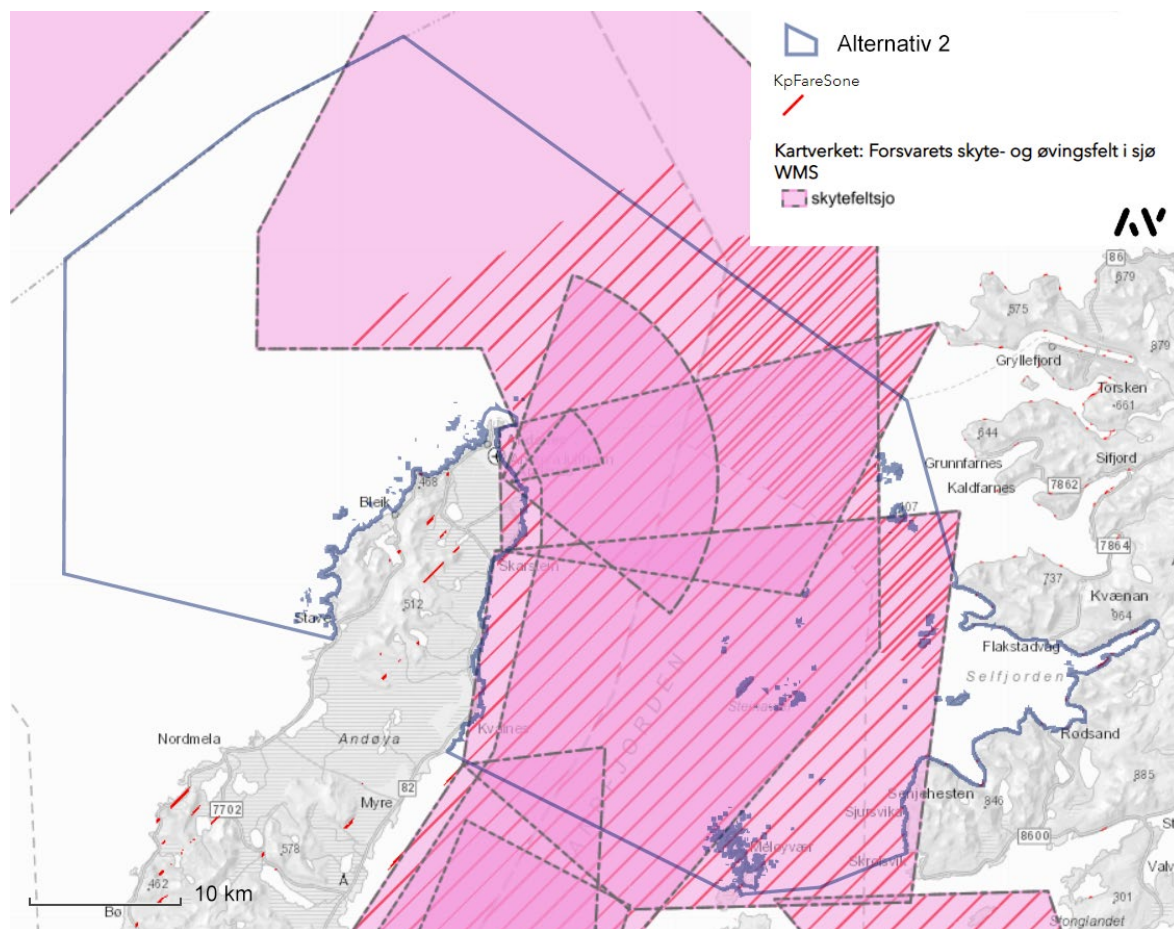 Alternativ 2
KpFareSone
Kartverket: Forsvarets skyte- og øvingsfelt i sjø
WMS
skytefeltsjo
86
679
575
879
Gryllefjord
Torsken
661
644
Grunnfarnes
Sifjord
Kaldfarnes
7862
468
Bleik
407
7864
Skarstein
737
Kvænan
512
964
Stave
Flakstadvåg
Selfjorden
Kvalnes
Nordmela
Andøya
Rødsand
82
885
Senjehesten
846
Myre
7702
Sjursvika
8600
Meløyvær
578
Skrolsvik
Å
462
10 km
301
Bø
Stonglandet